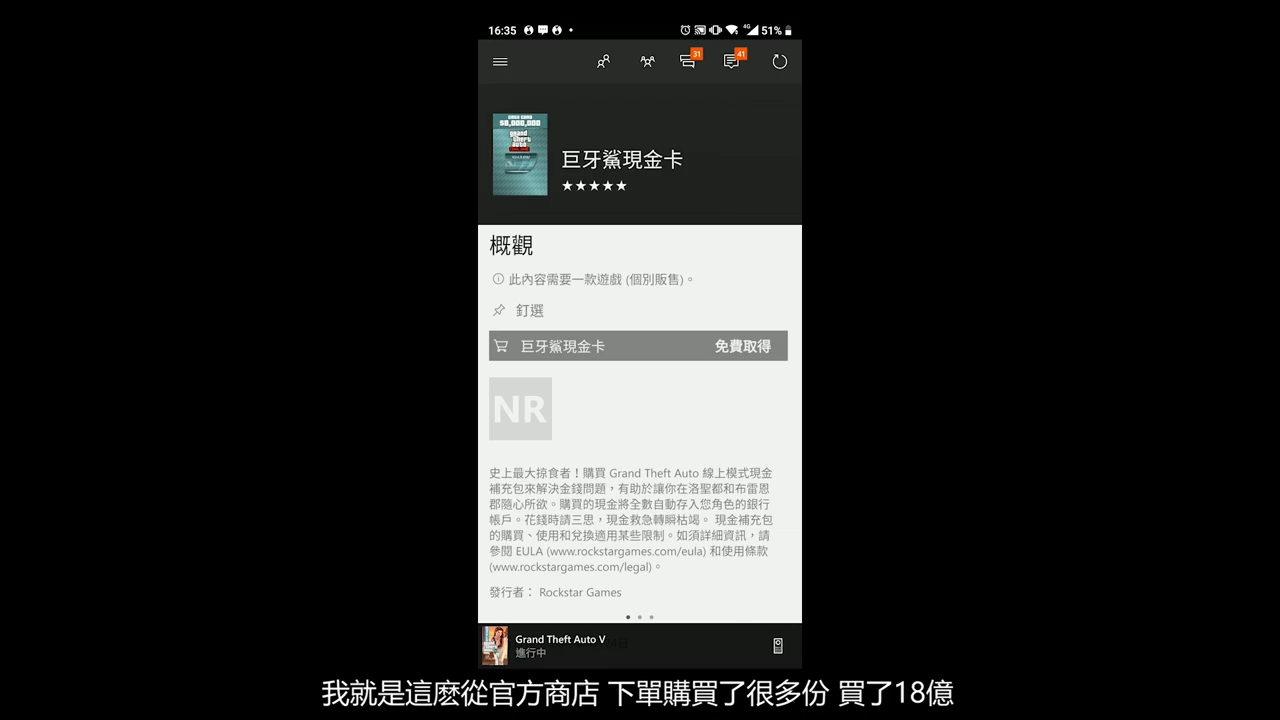 16:35
4G
51%
31
41
$8,000,000
grand
theft
auto
巨牙鯊現金卡
★★★★★
概觀
此內容需要一款遊戲 (個別販售)。
釘選
巨牙鯊現金卡 免費取得
NR
史上最大掠食者！購買 Grand Theft Auto 線上模式現金
補充包來解決金錢問題，有助於讓你在洛聖都和布雷恩
郡隨心所欲。購買的現金將全數自動存入您角色的銀行
帳戶。花錢時請三思，現金救急轉瞬枯竭。 現金補充包
的購買、使用和兌換適用某些限制。如須詳細資訊，請
參閱 EULA (www.rockstargames.com/eula) 和使用條款
(www.rockstargames.com/legal)。
發行者： Rockstar Games
Grand Theft Auto V
進行中
我就是這麽從官方商店 下單購買了很多份 買了18億